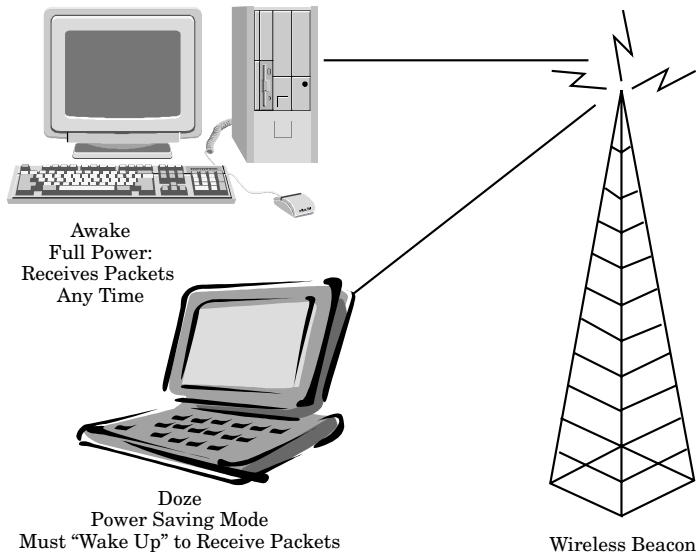 Awake
Full Power:
Receives Packets
Any Time
Doze
Power Saving Mode
Must “Wake Up” to Receive Packets
Wireless Beacon